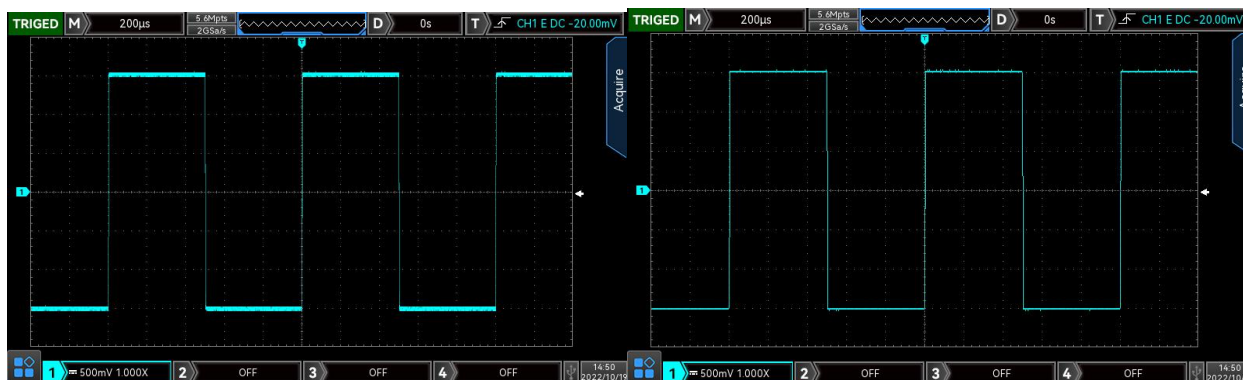 TRIGED M 200μs 5.6Mpts 2GSa/s D 0s T CH1 E DC -20.00mV
T
Acquire
1
1 500mV 1.000X 2 OFF 3 OFF 4 OFF 14:50 2022/10/19
TRIGED M 200μs 5.6Mpts 2GSa/s D 0s T CH1 E DC -20.00mV
T
1
1 500mV 1.000X 2 OFF 3 OFF 4 OFF 14:50